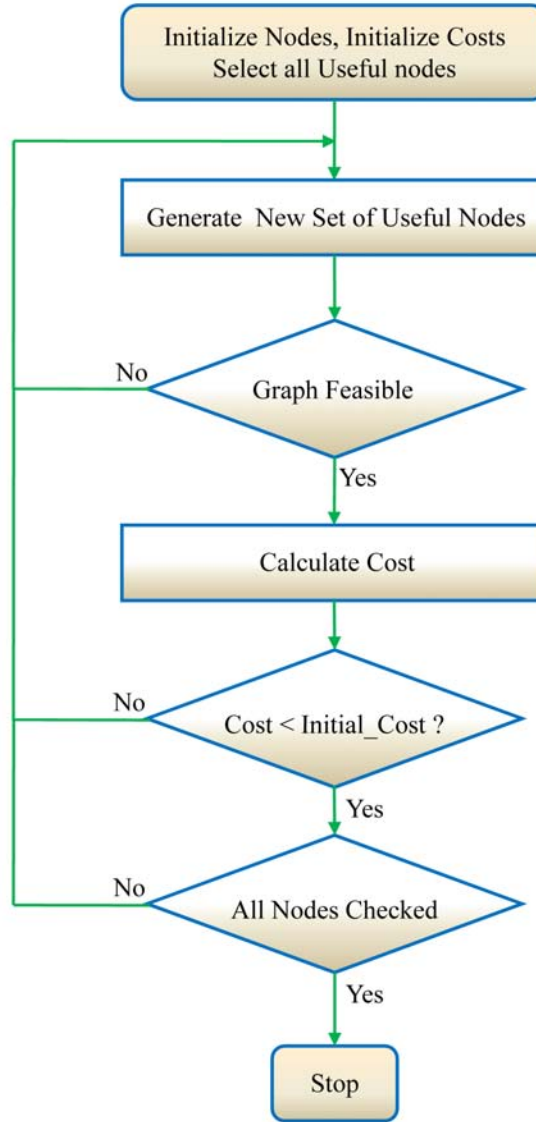 Initialize Nodes, Initialize Costs
Select all Useful nodes
Generate New Set of Useful Nodes
No
Graph Feasible
Yes
Calculate Cost
No
Cost < Initial_Cost ?
Yes
No
All Nodes Checked
Yes
Stop